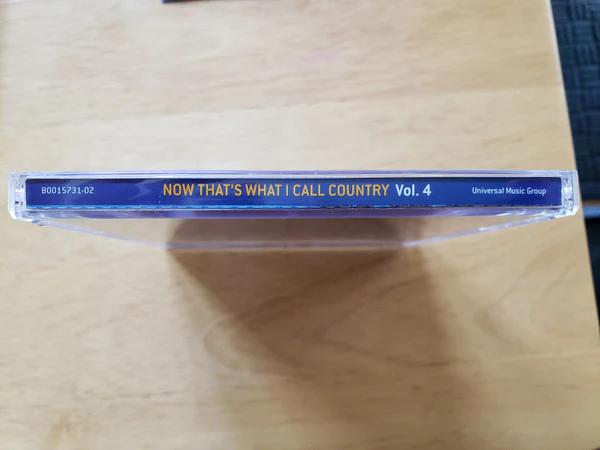 B0015731-02 NOW THAT'S WHAT I CALL COUNTRY Vol. 4 Universal Music Group